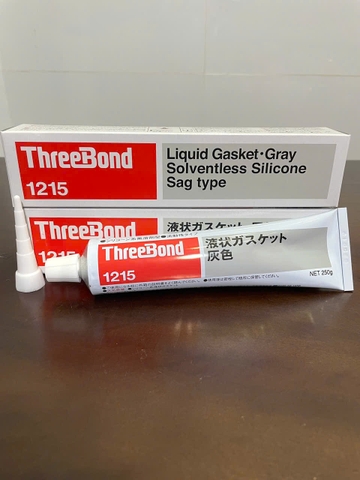 ThreeBond
1215
Liquid Gasket・Gray
Solventless Silicone
Sag type
ThreeBond
液状ガスケット
ThreeBond
1215
液状ガスケット
灰色
NET 250g